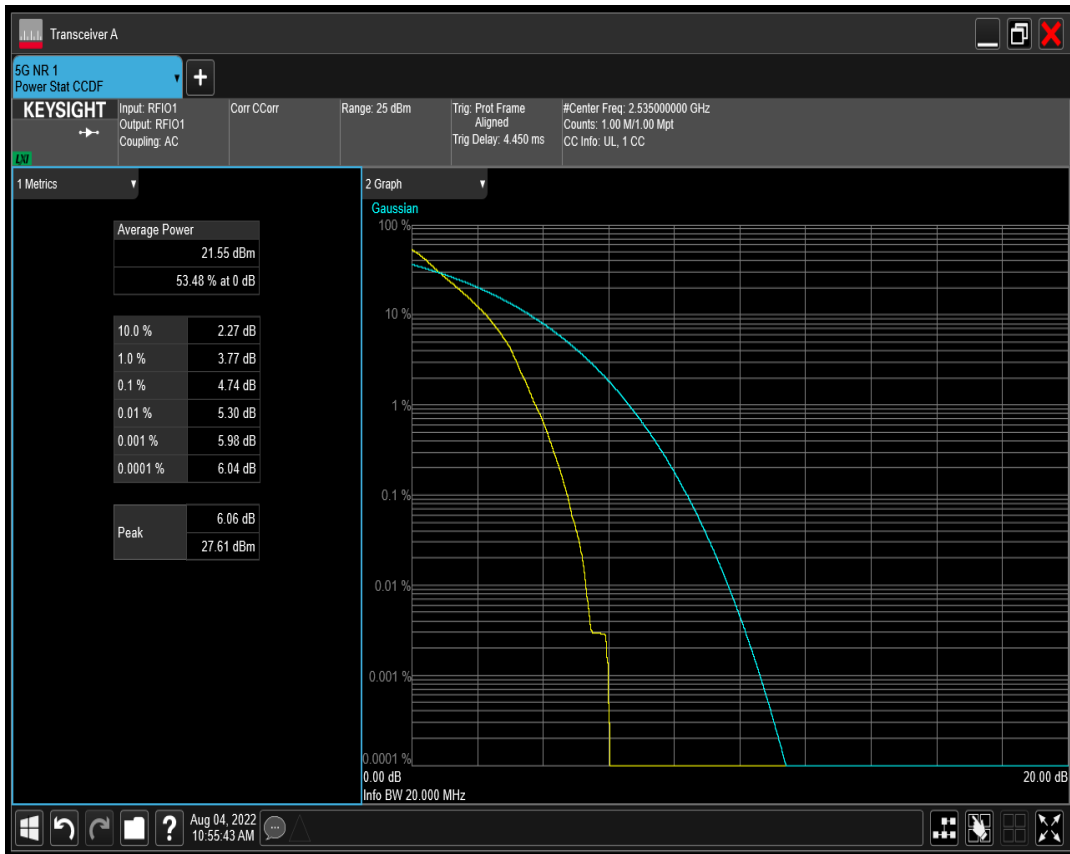 Transceiver A
5G NR 1
Power Stat CCDF
+
KEYSIGHT
LXI
Input: RFIO1
Output: RFIO1
Coupling: AC
Corr CCorr
Range: 25 dBm
Trig: Prot Frame
Aligned
Trig Delay: 4.450 ms
#Center Freq: 2.535000000 GHz
Counts: 1.00 M/1.00 Mpt
CC Info: UL, 1 CC
1 Metrics
Average Power
21.55 dBm
53.48 % at 0 dB
10.0 % 2.27 dB
1.0 % 3.77 dB
0.1 % 4.74 dB
0.01 % 5.30 dB
0.001 % 5.98 dB
0.0001 % 6.04 dB
Peak
6.06 dB
27.61 dBm
2 Graph
Gaussian
100 %
10 %
1 %
0.1 %
0.01 %
0.001 %
0.0001 %
0.00 dB 20.00 dB
Info BW 20.000 MHz
?
Aug 04, 2022
10:55:43 AM